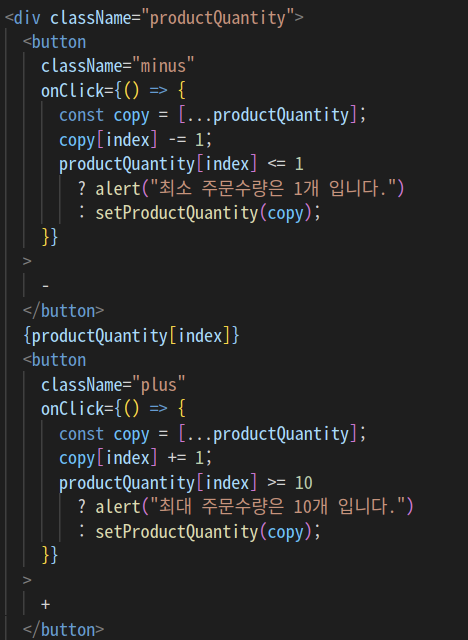 <div className="productQuantity">
<button
className="minus"
onClick={() => {
const copy = [...productQuantity];
copy[index] -= 1;
productQuantity[index] <= 1
? alert("최소 주문수량은 1개 입니다.")
: setProductQuantity(copy);
}}
>
-
</button>
{productQuantity[index]}
<button
className="plus"
onClick={() => {
const copy = [...productQuantity];
copy[index] += 1;
productQuantity[index] >= 10
? alert("최대 주문수량은 10개 입니다.")
: setProductQuantity(copy);
}}
>
+
</button>